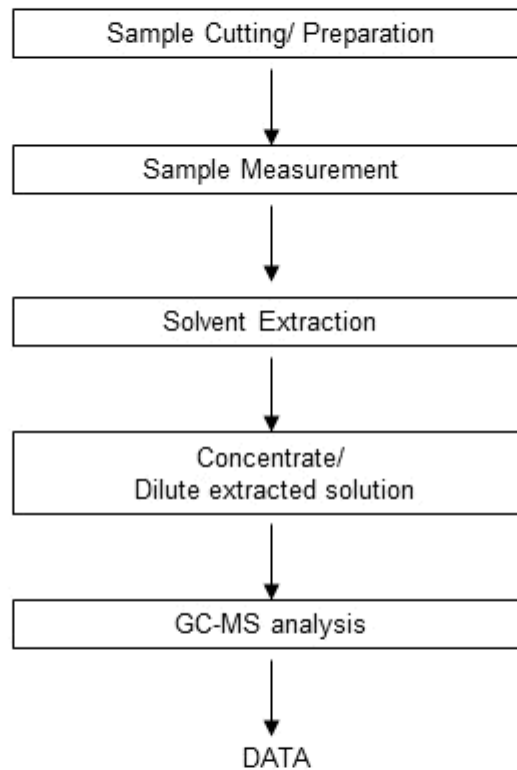 Sample Cutting/ Preparation
Sample Measurement
Solvent Extraction
Concentrate/
Dilute extracted solution
GC-MS analysis
DATA